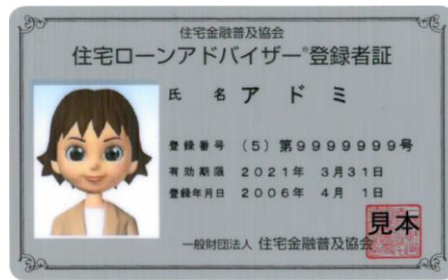 住宅金融普及協会
住宅ローンアドバイザー®登録者証
氏 名 ア ド ミ
登録番号 (5) 第9999999号
有効期限 2021年 3月31日
登録年月日 2006年 4月 1日
見本
一般財団法人 住宅金融普及協会